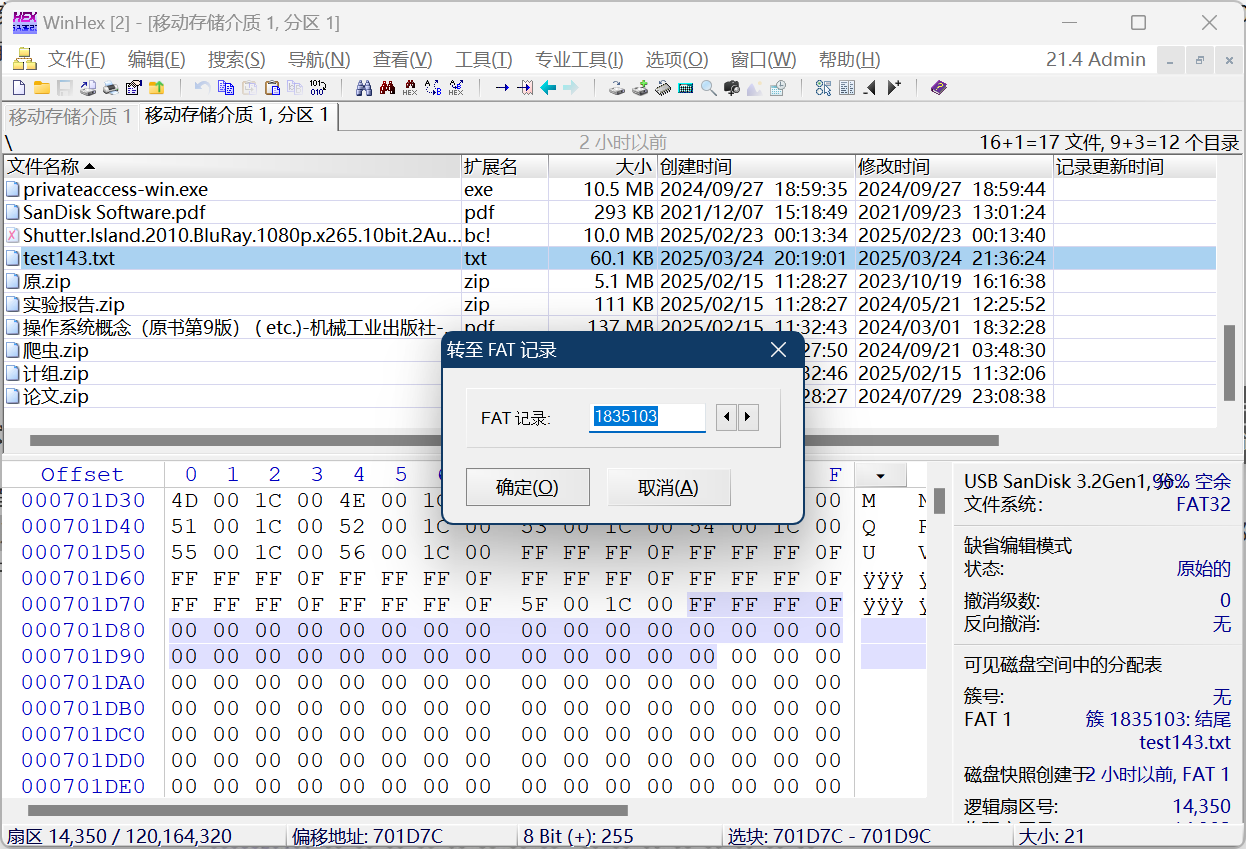 WinHex [2] - [移动存储介质 1, 分区 1]
文件(F) 编辑(E) 搜索(S) 导航(N) 查看(V) 工具(T) 专业工具(I) 选项(O) 窗口(W) 帮助(H) 21.4 Admin
移动存储介质 1 移动存储介质 1, 分区 1
\ 2 小时以前 16+1=17 文件, 9+3=12 个目录
文件名称 扩展名 大小 创建时间 修改时间 记录更新时间
privateaccess-win.exe exe 10.5 MB 2024/09/27 18:59:35 2024/09/27 18:59:44
SanDisk Software.pdf pdf 293 KB 2021/12/07 15:18:49 2021/09/23 13:01:24
Shutter.Island.2010.BluRay.1080p.x265.10bit.2Au... bc! 10.0 MB 2025/02/23 00:13:34 2025/02/23 00:13:40
test143.txt txt 60.1 KB 2025/03/24 20:19:01 2025/03/24 21:36:24
原.zip zip 5.1 MB 2025/02/15 11:28:27 2023/10/19 16:16:38
实验报告.zip zip 111 KB 2025/02/15 11:28:27 2024/05/21 12:25:52
操作系统概念（原书第9版） ( etc.)-机械工业出版社-... pdf 137 MB 2025/02/15 11:32:43 2024/03/01 18:32:28
爬虫.zip 27:50 2024/09/21 03:48:30
计组.zip 32:46 2025/02/15 11:32:06
论文.zip 28:27 2024/07/29 23:08:38
转至 FAT 记录
FAT 记录: 1835103
确定(O) 取消(A)
Offset 0 1 2 3 4 5 F
000701D30 4D 00 1C 00 4E 00 00 M
000701D40 51 00 1C 00 52 00 1C 00 53 00 1C 00 54 00 1C 00 Q
000701D50 55 00 1C 00 56 00 1C 00 FF FF FF 0F FF FF FF 0F U V
000701D60 FF FF FF 0F FF FF FF 0F FF FF FF 0F FF FF FF 0F ÿÿÿ ÿ
000701D70 FF FF FF 0F FF FF FF 0F 5F 00 1C 00 FF FF FF 0F ÿÿÿ ÿ
000701D80 00 00 00 00 00 00 00 00 00 00 00 00 00 00 00 00
000701D90 00 00 00 00 00 00 00 00 00 00 00 00 00 00 00 00
000701DA0 00 00 00 00 00 00 00 00 00 00 00 00 00 00 00 00
000701DB0 00 00 00 00 00 00 00 00 00 00 00 00 00 00 00 00
000701DC0 00 00 00 00 00 00 00 00 00 00 00 00 00 00 00 00
000701DD0 00 00 00 00 00 00 00 00 00 00 00 00 00 00 00 00
000701DE0 00 00 00 00 00 00 00 00 00 00 00 00 00 00 00 00
USB SanDisk 3.2Gen1, 96% 空余
文件系统: FAT32
缺省编辑模式
状态: 原始的
撤消级数: 0
反向撤消: 无
可见磁盘空间中的分配表
簇号: 无
FAT 1 簇 1835103: 结尾
test143.txt
磁盘快照创建于2 小时以前, FAT 1
逻辑扇区号: 14,350
扇区 14,350 / 120,164,320 偏移地址: 701D7C 8 Bit (+): 255 选块: 701D7C - 701D9C 大小: 21